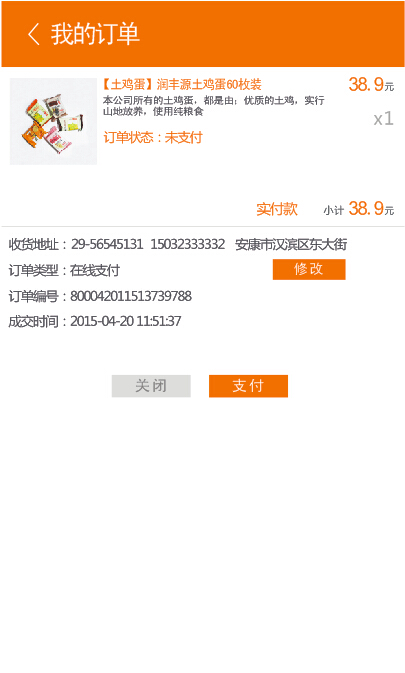 我的订单
【土鸡蛋】润丰源土鸡蛋60枚装 38.9元
本公司所有的土鸡蛋，都是由：优质的土鸡，实行
山地放养，使用纯粮食
x1
订单状态：未支付
实付款 小计 38.9元
收货地址： 29-56545131 15032333332 安康市汉滨区东大街
订单类型：在线支付 修改
订单编号：800042011513739788
成交时间：2015-04-20 11:51:37
关闭 支付